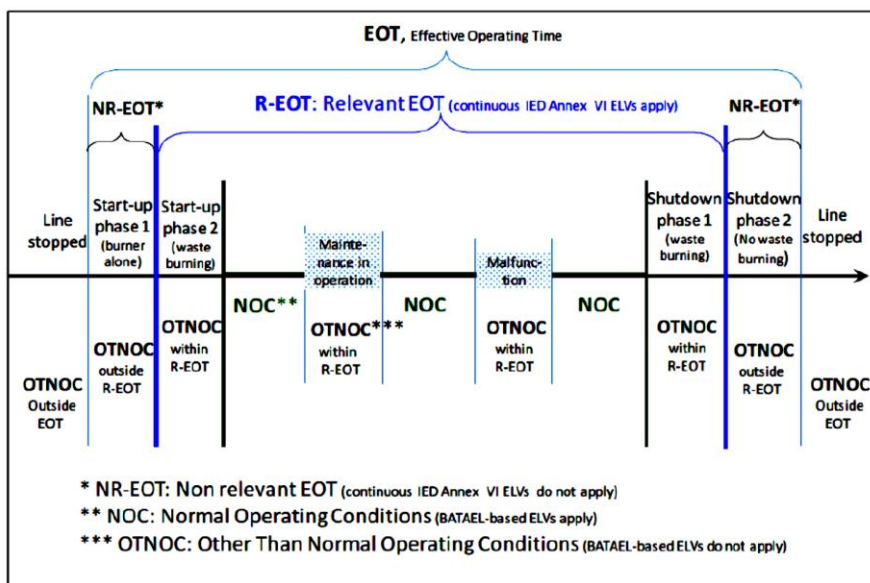 EOT, Effective Operating Time
NR-EOT*
R-EOT: Relevant EOT (continuous IED Annex VI ELVs apply)
NR-EOT*
Line
stopped
Start-up
phase 1
(burner
alone)
Start-up
phase 2
(waste
burning)
Mainte-
nance in
operation
Malfunc-
tion
Shutdown
phase 1
(waste
burning)
Shutdown
phase 2
(No waste
burning)
Line
stopped
NOC**
NOC
NOC
OTNOC
Outside
EOT
OTNOC
outside
R-EOT
OTNOC
within
R-EOT
OTNOC***
within
R-EOT
OTNOC
within
R-EOT
OTNOC
within
R-EOT
OTNOC
outside
R-EOT
OTNOC
Outside
EOT
* NR-EOT: Non relevant EOT (continuous IED Annex VI ELVs do not apply)
** NOC: Normal Operating Conditions (BATAEL-based ELVs apply)
*** OTNOC: Other Than Normal Operating Conditions (BATAEL-based ELVs do not apply)